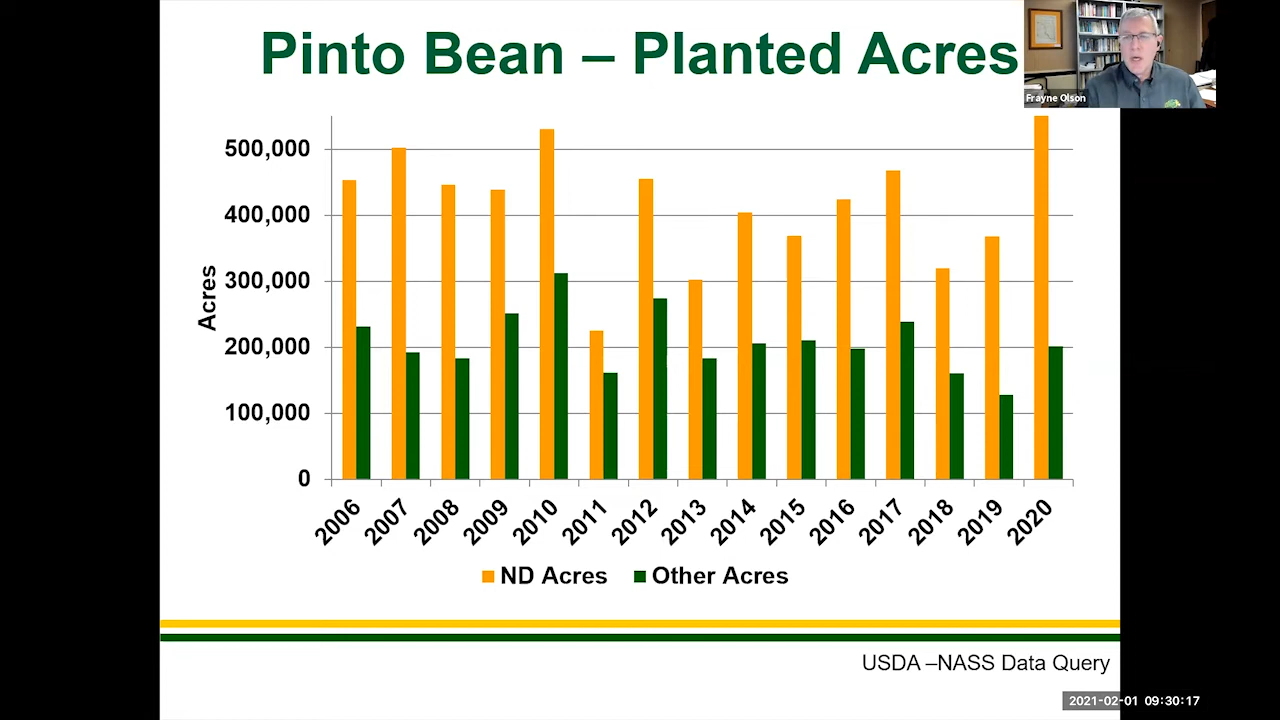 Pinto Bean – Planted Acres
Frayne Olson
500,000
400,000
300,000
200,000
100,000
0
Acres
2006 2007 2008 2009 2010 2011 2012 2013 2014 2015 2016 2017 2018 2019 2020
ND Acres Other Acres
USDA –NASS Data Query
2021-02-01 09:30:17